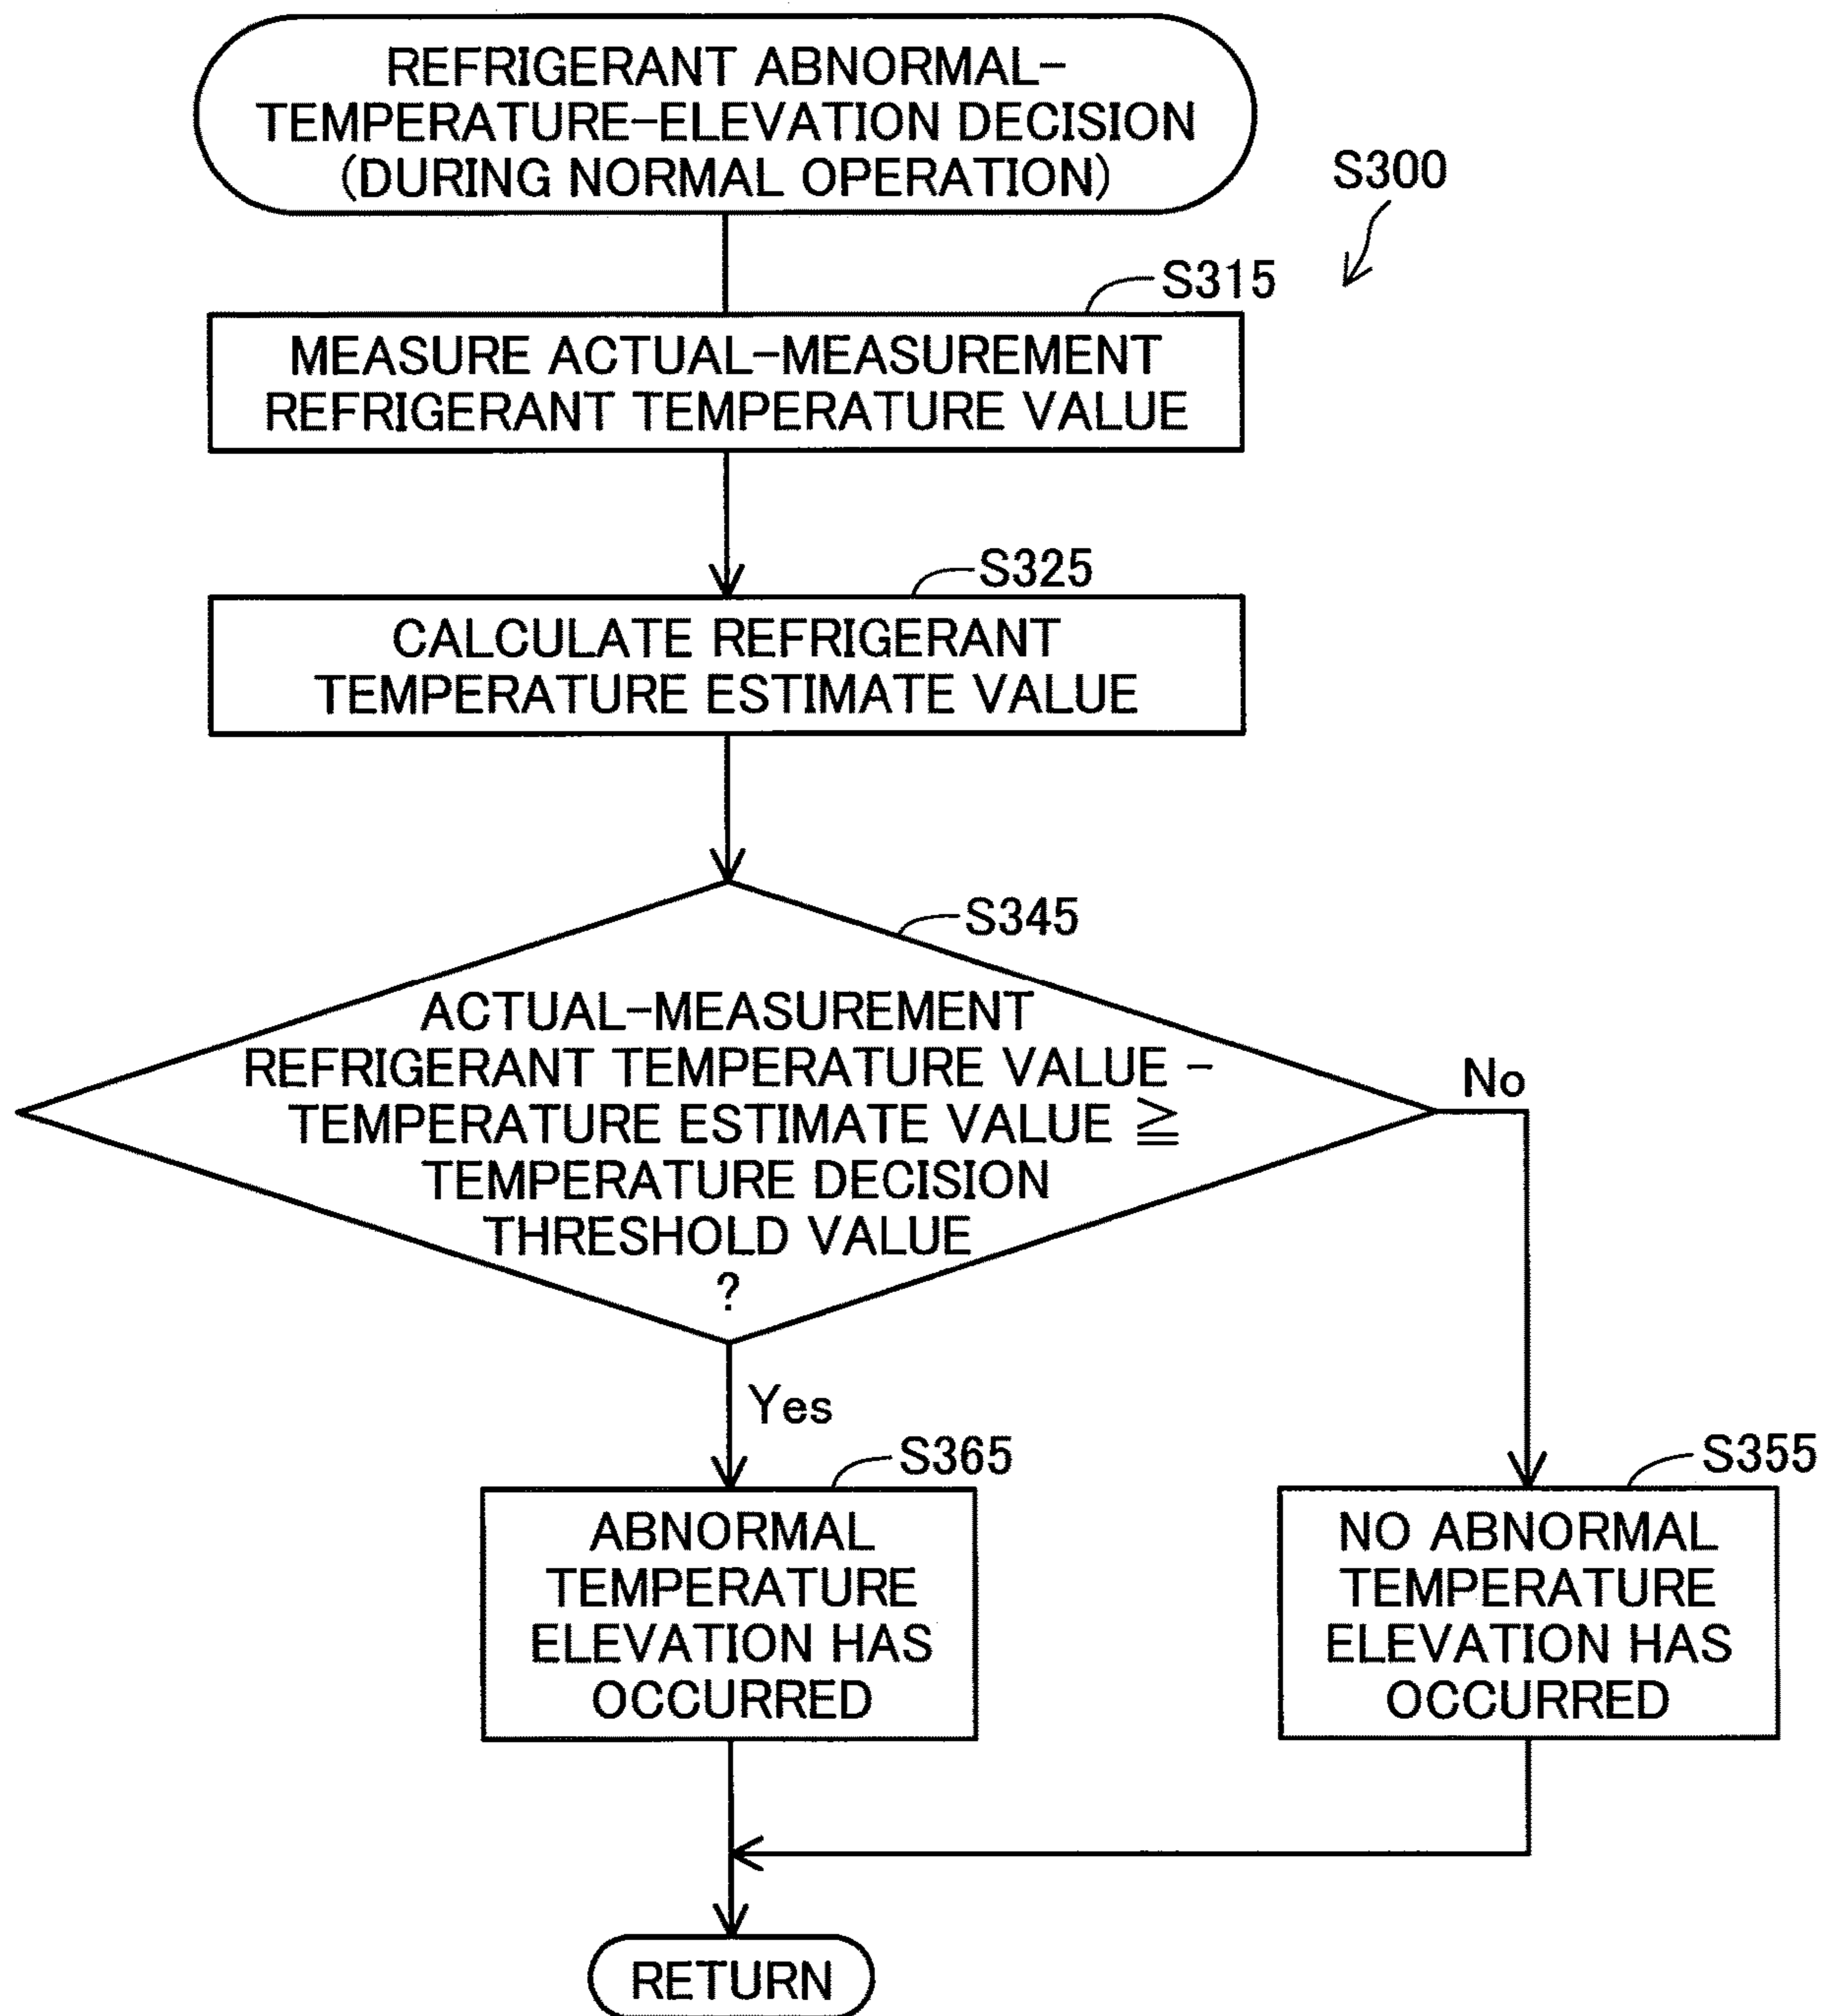 REFRIGERANT ABNORMAL-
TEMPERATURE-ELEVATION DECISION
(DURING NORMAL OPERATION)
S300
S315
MEASURE ACTUAL-MEASUREMENT
REFRIGERANT TEMPERATURE VALUE
S325
CALCULATE REFRIGERANT
TEMPERATURE ESTIMATE VALUE
S345
ACTUAL-MEASUREMENT
REFRIGERANT TEMPERATURE VALUE -
TEMPERATURE ESTIMATE VALUE ≧
TEMPERATURE DECISION
THRESHOLD VALUE
?
No
Yes
S365
ABNORMAL
TEMPERATURE
ELEVATION HAS
OCCURRED
S355
NO ABNORMAL
TEMPERATURE
ELEVATION HAS
OCCURRED
RETURN